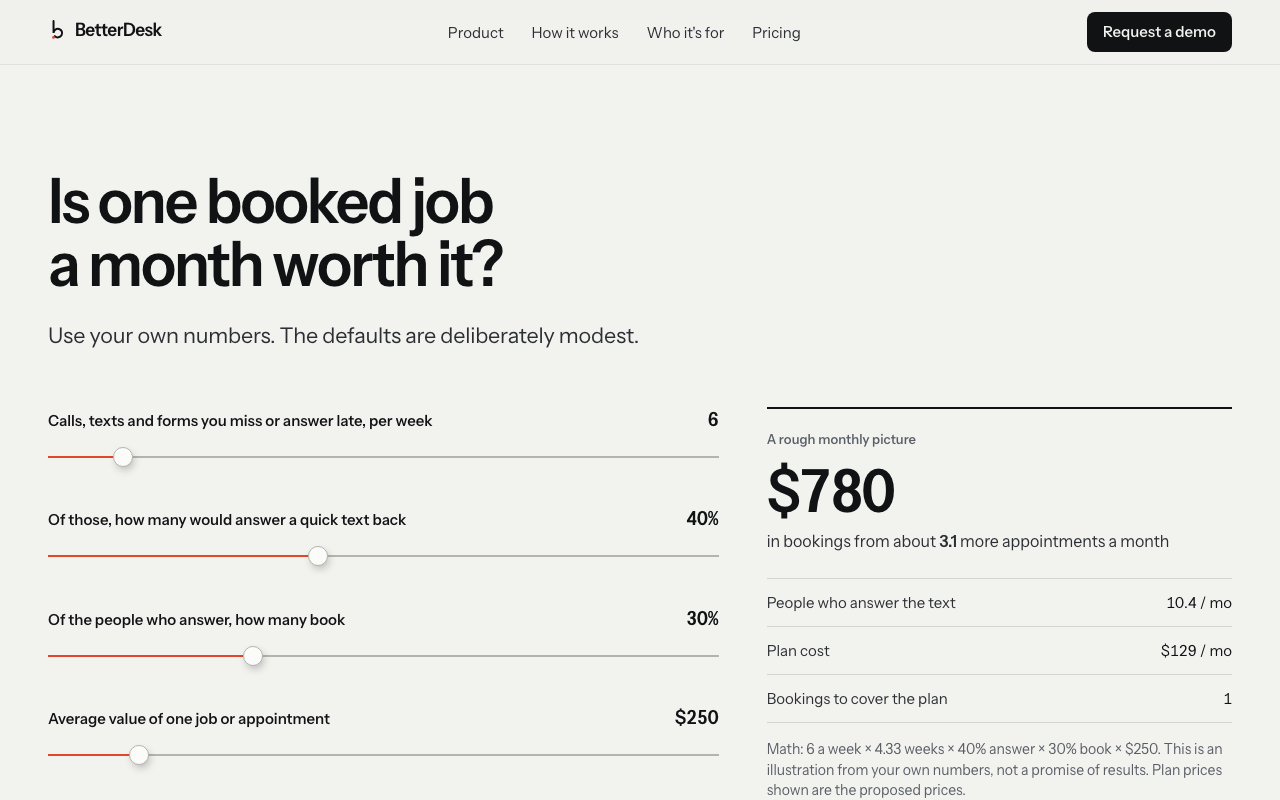 BetterDesk
Product
How it works
Who it's for
Pricing
Request a demo
Is one booked job
a month worth it?
Use your own numbers. The defaults are deliberately modest.
Calls, texts and forms you miss or answer late, per week
6
Of those, how many would answer a quick text back
40%
Of the people who answer, how many book
30%
Average value of one job or appointment
$250
A rough monthly picture
$780
in bookings from about 3.1 more appointments a month
People who answer the text
10.4 / mo
Plan cost
$129 / mo
Bookings to cover the plan
1
Math: 6 a week × 4.33 weeks × 40% answer × 30% book × $250. This is an
illustration from your own numbers, not a promise of results. Plan prices
shown are the proposed prices.